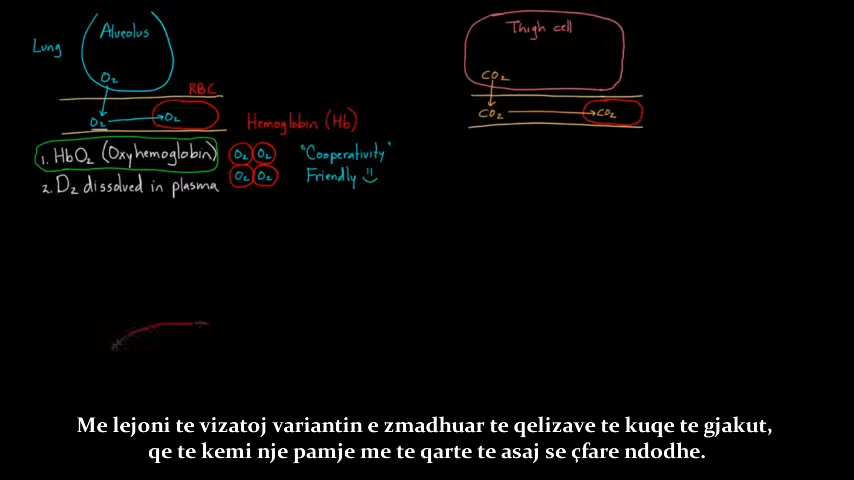 Alveolus
Lung
O₂
RBC
O₂
O₂
Hemoglobin (Hb)
1. HbO₂ (Oxyhemoglobin)
O₂ O₂
"Cooperativity"
2. O₂ dissolved in plasma
O₂ O₂
Friendly
Thigh cell
CO₂
CO₂
CO₂
Me lejoni te vizatoj variantin e zmadhuar te qelizave te kuqe te gjakut,
qe te kemi nje pamje me te qarte te asaj se çfare ndodhe.